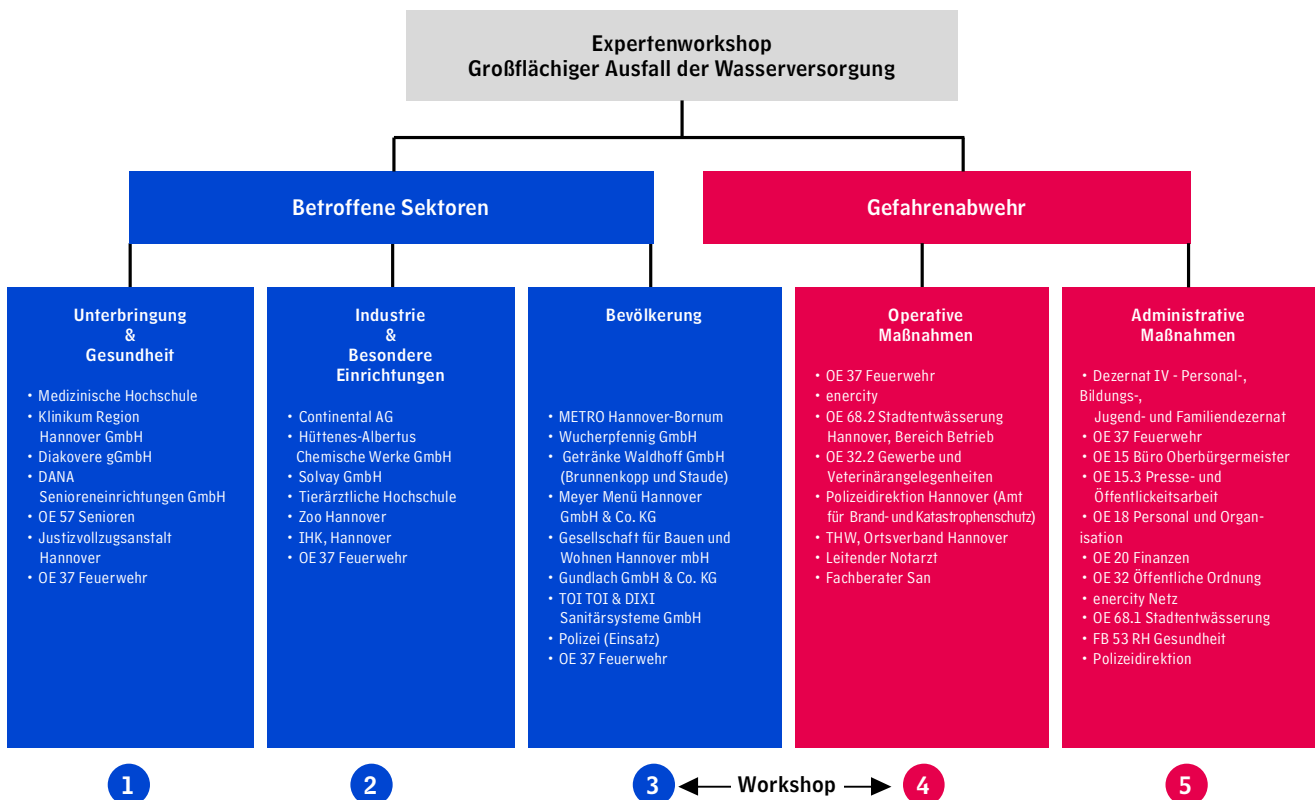 Expertenworkshop
Großflächiger Ausfall der Wasserversorgung
Betroffene Sektoren
Gefahrenabwehr
Unterbringung
&
Gesundheit
• Medizinische Hochschule
• Klinikum Region
Hannover GmbH
• Diakovere gGmbH
• DANA
Senioreneinrichtungen GmbH
• OE 57 Senioren
• Justizvollzugsanstalt
Hannover
• OE 37 Feuerwehr
Industrie
&
Besondere
Einrichtungen
• Continental AG
• Hüttenes-Albertus
Chemische Werke GmbH
• Solvay GmbH
• Tierärztliche Hochschule
• Zoo Hannover
• IHK, Hannover
• OE 37 Feuerwehr
Bevölkerung
• METRO Hannover-Bornum
• Wucherpfennig GmbH
• Getränke Waldhoff GmbH
(Brunnenkopp und Staude)
• Meyer Menü Hannover
GmbH & Co. KG
• Gesellschaft für Bauen und
Wohnen Hannover mbH
• Gundlach GmbH & Co. KG
• TOI TOI & DIXI
Sanitärsysteme GmbH
• Polizei (Einsatz)
• OE 37 Feuerwehr
Operative
Maßnahmen
• OE 37 Feuerwehr
• enercity
• OE 68.2 Stadtentwässerung
Hannover, Bereich Betrieb
• OE 32.2 Gewerbe und
Veterinärangelegenheiten
• Polizeidirektion Hannover (Amt
für Brand- und Katastrophenschutz)
• THW, Ortsverband Hannover
• Leitender Notarzt
• Fachberater San
Administrative
Maßnahmen
• Dezernat IV - Personal-,
Bildungs-,
Jugend- und Familiendezernat
• OE 37 Feuerwehr
• OE 15 Büro Oberbürgermeister
• OE 15.3 Presse- und
Öffentlickeitsarbeit
• OE 18 Personal und Organ-
isation
• OE 20 Finanzen
• OE 32 Öffentliche Ordnung
• enercity Netz
• OE 68.1 Stadtentwässerung
• FB 53 RH Gesundheit
• Polizeidirektion
1 2 3 Workshop 4 5